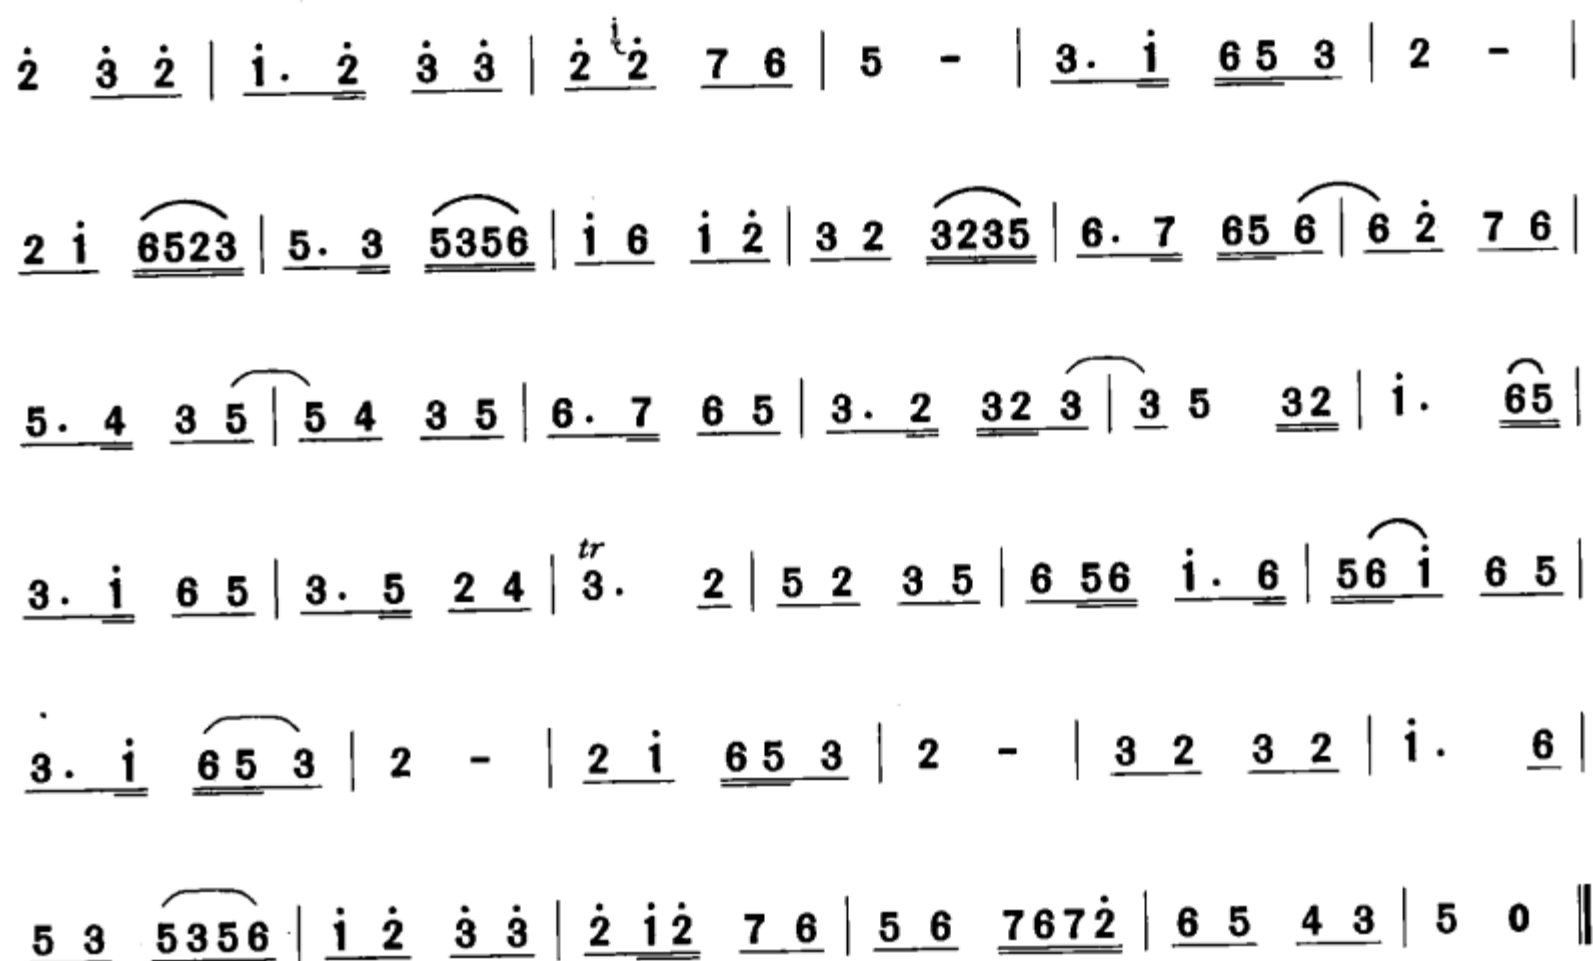 2̇ 3̇ 2̇ | 1̇. 2̇ 3̇ 3̇ | 2̇ 1̇ 2̇ 7 6 | 5 - | 3. 1̇ 6 5 3 | 2 - |
2 1̇ 6523 | 5. 3 5356 | 1̇ 6 1̇ 2̇ | 3 2 3235 | 6. 7 65 6 | 6 2̇ 7 6 |
5. 4 3 5 | 5 4 3 5 | 6. 7 6 5 | 3. 2 32 3 | 3 5 32 | 1̇. 65 |
3. 1̇ 6 5 | 3. 5 2 4 | tr 3. 2 | 5 2 3 5 | 6 56 1̇. 6 | 56 1̇ 6 5 |
3. 1̇ 65 3 | 2 - | 2 1̇ 65 3 | 2 - | 3 2 3 2 | 1̇. 6 |
5 3 5356 | 1̇ 2̇ 3̇ 3̇ | 2̇ 1̇2̇ 7 6 | 5 6 7672̇ | 6 5 4 3 | 5 0 ‖